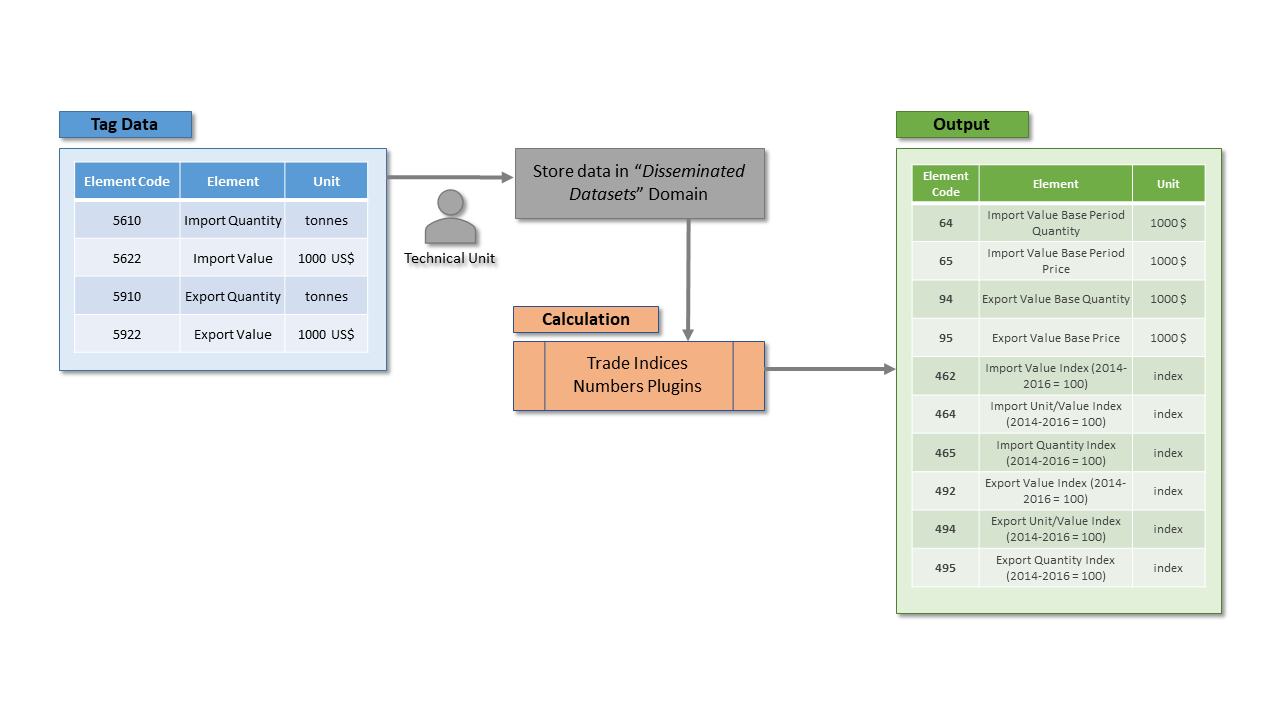 Tag Data
Element Code Element Unit
5610 Import Quantity tonnes
5622 Import Value 1000 US$
5910 Export Quantity tonnes
5922 Export Value 1000 US$
Technical Unit
Store data in “Disseminated
Datasets” Domain
Calculation
Trade Indices
Numbers Plugins
Output
Element
Code
Element
Unit
64
Import Value Base Period
Quantity
1000 $
65
Import Value Base Period
Price
1000 $
94 Export Value Base Quantity 1000 $
95 Export Value Base Price 1000 $
462
Import Value Index (2014-
2016 = 100)
index
464
Import Unit/Value Index
(2014-2016 = 100)
index
465
Import Quantity Index
(2014-2016 = 100)
index
492
Export Value Index (2014-
2016 = 100)
index
494
Export Unit/Value Index
(2014-2016 = 100)
index
495
Export Quantity Index
(2014-2016 = 100)
index